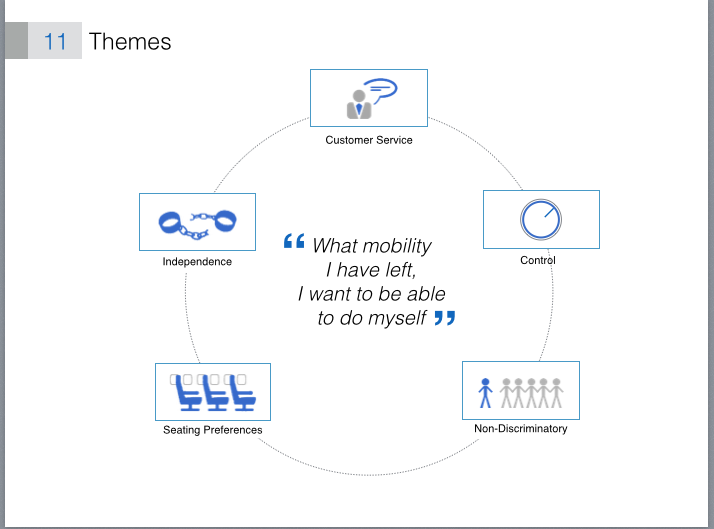 11 Themes
Customer Service
Independence
Control
“ What mobility
I have left,
I want to be able
to do myself ”
Seating Preferences
Non-Discriminatory